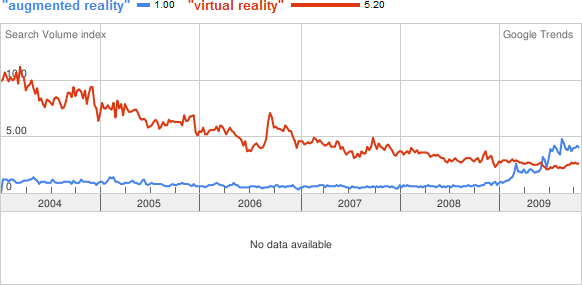 "augmented reality" 1.00 "virtual reality" 5.20
Search Volume index Google Trends
10.0
5.00
0
2004 2005 2006 2007 2008 2009
No data available